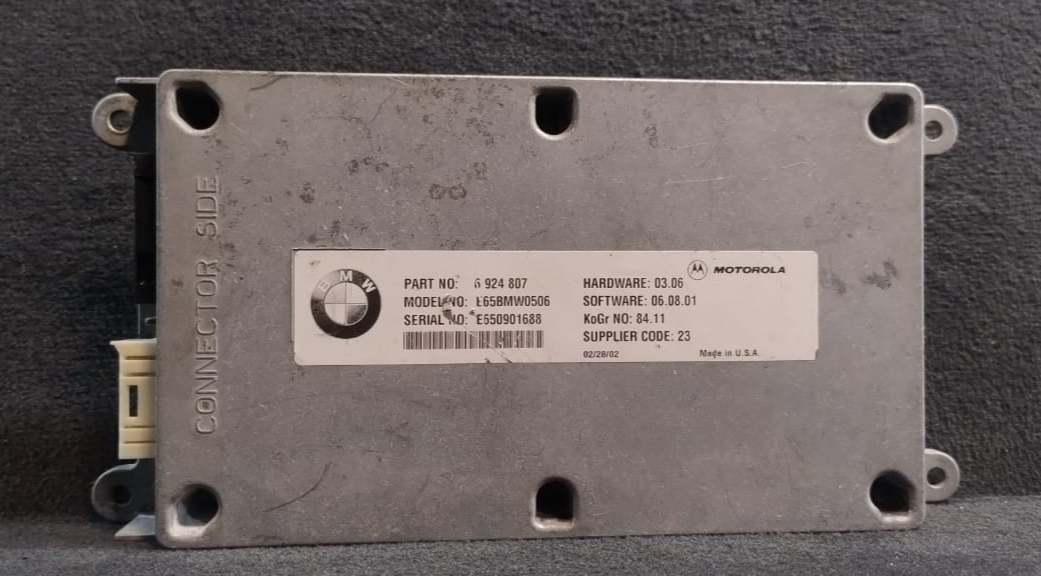 CONNECTOR SIDE
BMW
MOTOROLA
PART NO: 6 924 807
MODEL NO: E65BMW0506
SERIAL NO: E650901688
HARDWARE: 03.06
SOFTWARE: 06.08.01
KoGr NO: 84.11
SUPPLIER CODE: 23
02/28/02
Made in U.S.A.